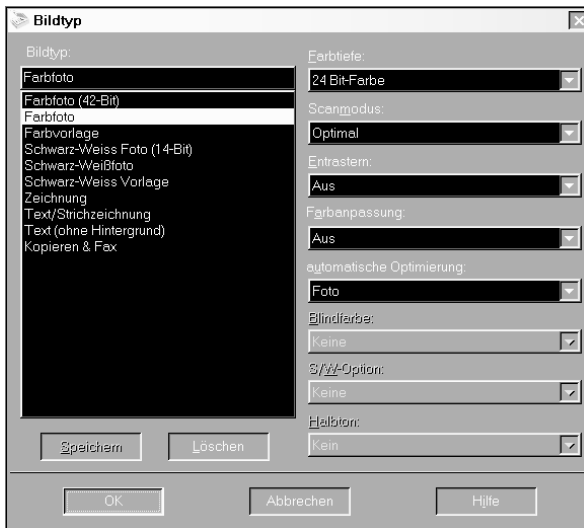 Bildtyp
Bildtyp:
Farbfoto
Farbfoto (42-Bit)
Farbfoto
Farbvorlage
Schwarz-Weiss Foto (14-Bit)
Schwarz-Weißfoto
Schwarz-Weiss Vorlage
Zeichnung
Text/Strichzeichnung
Text (ohne Hintergrund)
Kopieren & Fax
Speichern
Löschen
Farbtiefe:
24 Bit-Farbe
Scanmodus:
Optimal
Entrastern:
Aus
Farbanpassung:
Aus
automatische Optimierung:
Foto
Blindfarbe:
Keine
S/W-Option:
Keine
Halbton:
Kein
OK
Abbrechen
Hilfe